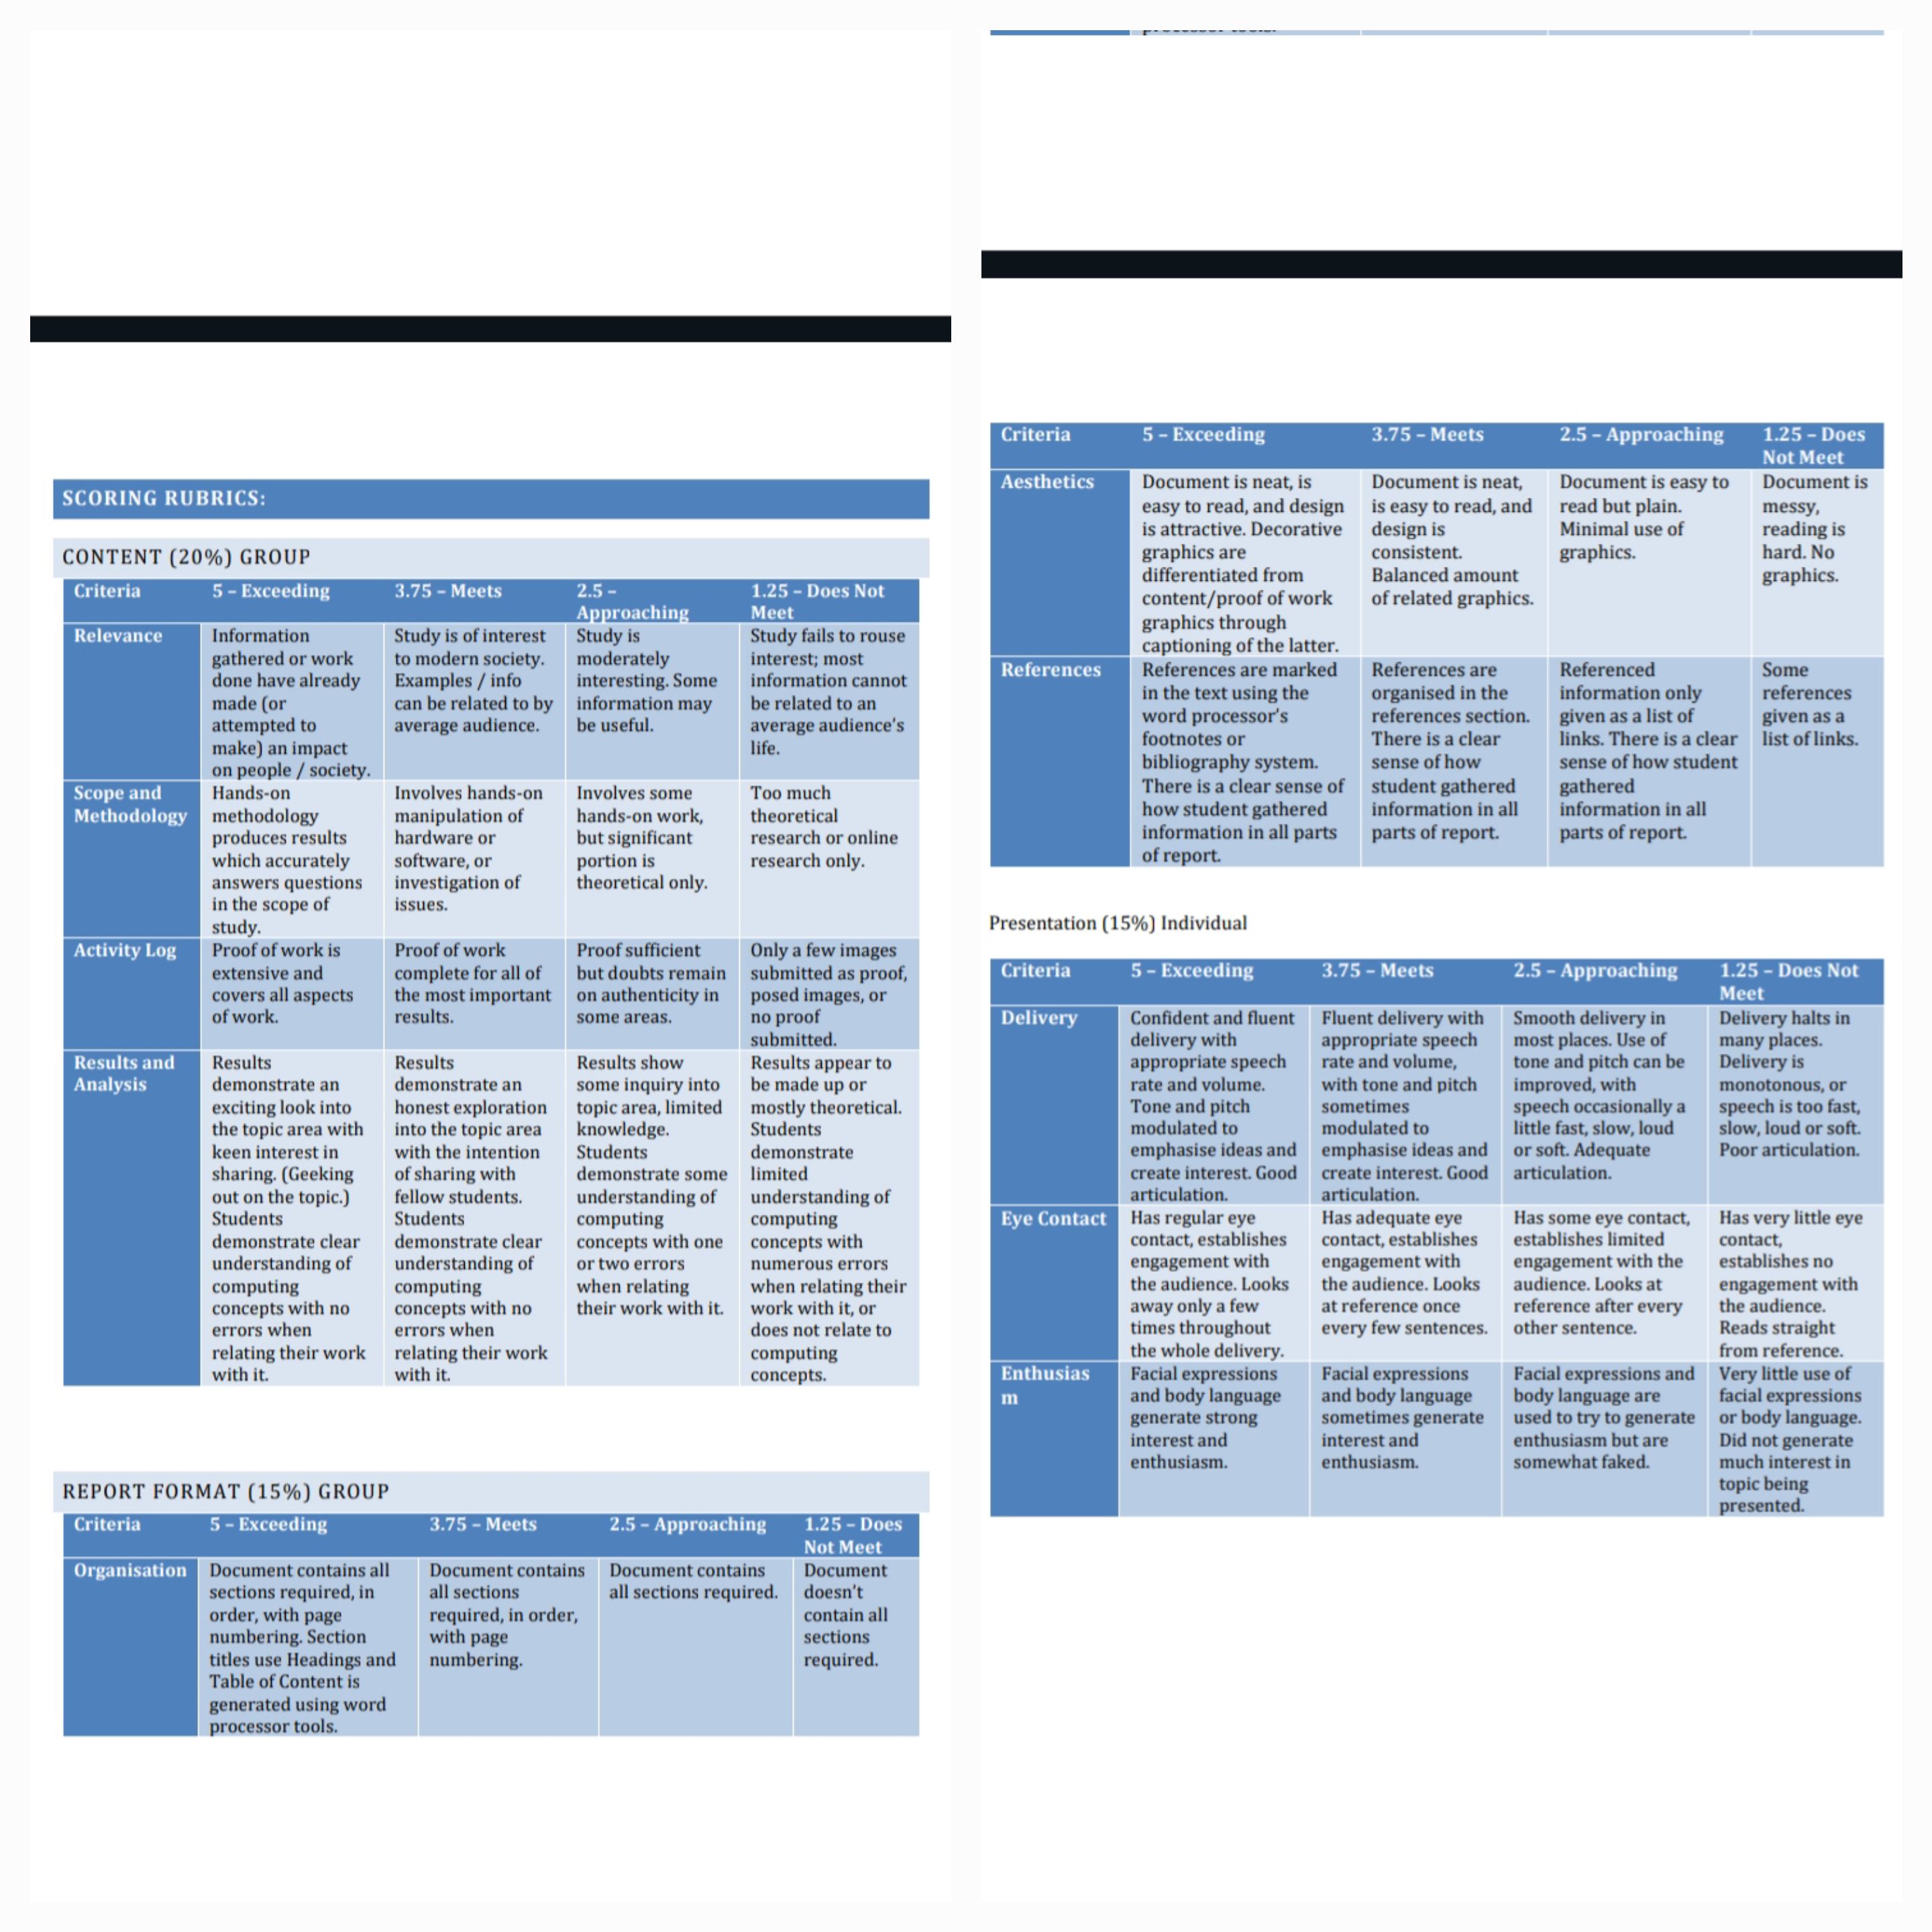 SCORING RUBRICS:
CONTENT (20%) GROUP
Criteria
5 – Exceeding
3.75 – Meets
2.5 –
Approaching
1.25 – Does Not
Meet
Relevance
Information
gathered or work
done have already
made (or
attempted to
make) an impact
on people / society.
Study is of interest
to modern society.
Examples / info
can be related to by
average audience.
Study is
moderately
interesting. Some
information may
be useful.
Study fails to rouse
interest; most
information cannot
be related to an
average audience's
life.
Scope and
Methodology
Hands-on
methodology
produces results
which accurately
answers questions
in the scope of
study.
Involves hands-on
manipulation of
hardware or
software, or
investigation of
issues.
Involves some
hands-on work,
but significant
portion is
theoretical only.
Too much
theoretical
research or online
research only.
Activity Log
Proof of work is
extensive and
covers all aspects
of work.
Proof of work
complete for all of
the most important
results.
Proof sufficient
but doubts remain
on authenticity in
some areas.
Only a few images
submitted as proof,
posed images, or
no proof
submitted.
Results and
Analysis
Results
demonstrate an
exciting look into
the topic area with
keen interest in
sharing. (Geeking
out on the topic.)
Students
demonstrate clear
understanding of
computing
concepts with no
errors when
relating their work
with it.
Results
demonstrate an
honest exploration
into the topic area
with the intention
of sharing with
fellow students.
Students
demonstrate clear
understanding of
computing
concepts with no
errors when
relating their work
with it.
Results show
some inquiry into
topic area, limited
knowledge.
Students
demonstrate some
understanding of
computing
concepts with one
or two errors
when relating
their work with it.
Results appear to
be made up or
mostly theoretical.
Students
demonstrate
limited
understanding of
computing
concepts with
numerous errors
when relating their
work with it, or
does not relate to
computing
concepts.
REPORT FORMAT (15%) GROUP
Criteria
5 – Exceeding
3.75 – Meets
2.5 – Approaching
1.25 – Does
Not Meet
Organisation
Document contains all
sections required, in
order, with page
numbering. Section
titles use Headings and
Table of Content is
generated using word
processor tools.
Document contains
all sections
required, in order,
with page
numbering.
Document contains
all sections required.
Document
doesn't
contain all
sections
required.
processor tools.
Criteria
5 – Exceeding
3.75 – Meets
2.5 – Approaching
1.25 – Does
Not Meet
Aesthetics
Document is neat, is
easy to read, and design
is attractive. Decorative
graphics are
differentiated from
content/proof of work
graphics through
captioning of the latter.
Document is neat,
is easy to read, and
design is
consistent.
Balanced amount
of related graphics.
Document is easy to
read but plain.
Minimal use of
graphics.
Document is
messy,
reading is
hard. No
graphics.
References
References are marked
in the text using the
word processor's
footnotes or
bibliography system.
There is a clear sense of
how student gathered
information in all parts
of report.
References are
organised in the
references section.
There is a clear
sense of how
student gathered
information in all
parts of report.
Referenced
information only
given as a list of
links. There is a clear
sense of how student
gathered
information in all
parts of report.
Some
references
given as a
list of links.
Presentation (15%) Individual
Criteria
5 – Exceeding
3.75 – Meets
2.5 – Approaching
1.25 – Does Not
Meet
Delivery
Confident and fluent
delivery with
appropriate speech
rate and volume.
Tone and pitch
modulated to
emphasise ideas and
create interest. Good
articulation.
Fluent delivery with
appropriate speech
rate and volume,
with tone and pitch
sometimes
modulated to
emphasise ideas and
create interest. Good
articulation.
Smooth delivery in
most places. Use of
tone and pitch can be
improved, with
speech occasionally a
little fast, slow, loud
or soft. Adequate
articulation.
Delivery halts in
many places.
Delivery is
monotonous, or
speech is too fast,
slow, loud or soft.
Poor articulation.
Eye Contact
Has regular eye
contact, establishes
engagement with
the audience. Looks
away only a few
times throughout
the whole delivery.
Has adequate eye
contact, establishes
engagement with
the audience. Looks
at reference once
every few sentences.
Has some eye contact,
establishes limited
engagement with the
audience. Looks at
reference after every
other sentence.
Has very little eye
contact,
establishes no
engagement with
the audience.
Reads straight
from reference.
Enthusias
m
Facial expressions
and body language
generate strong
interest and
enthusiasm.
Facial expressions
and body language
sometimes generate
interest and
enthusiasm.
Facial expressions and
body language are
used to try to generate
enthusiasm but are
somewhat faked.
Very little use of
facial expressions
or body language.
Did not generate
much interest in
topic being
presented.